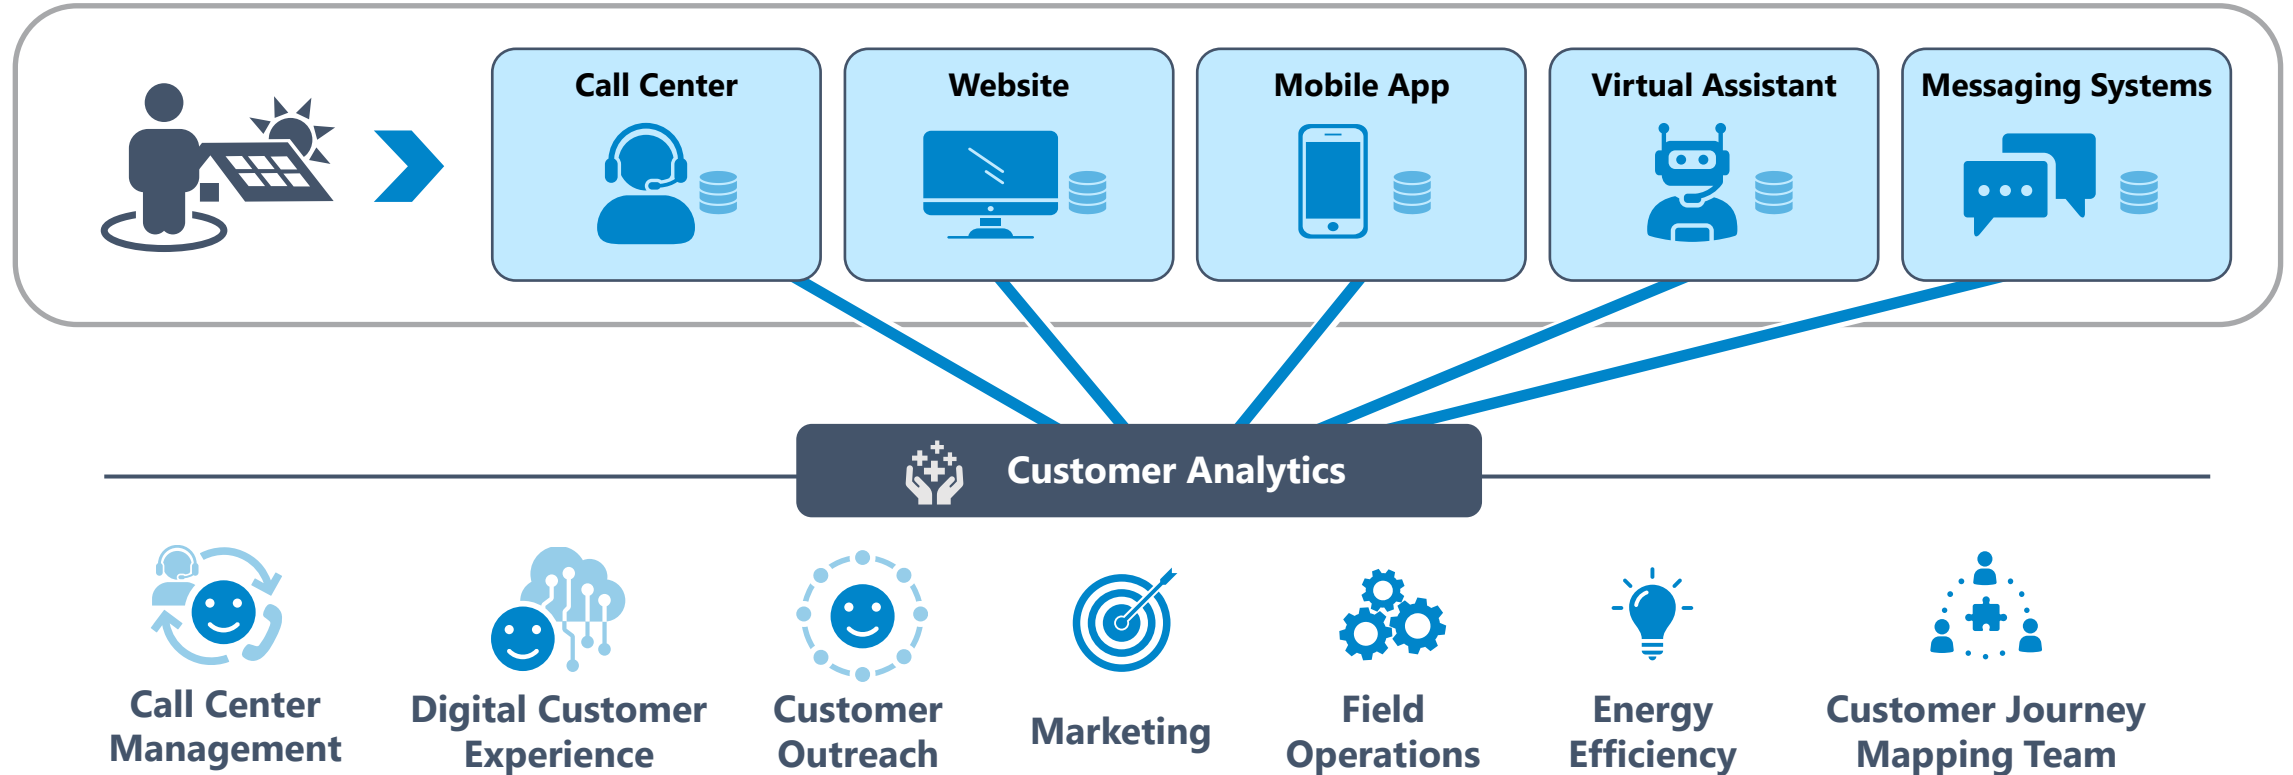 Call Center
Website
Mobile App
Virtual Assistant
Messaging Systems
Customer Analytics
Call Center
Management
Digital Customer
Experience
Customer
Outreach
Marketing
Field
Operations
Energy
Efficiency
Customer Journey
Mapping Team